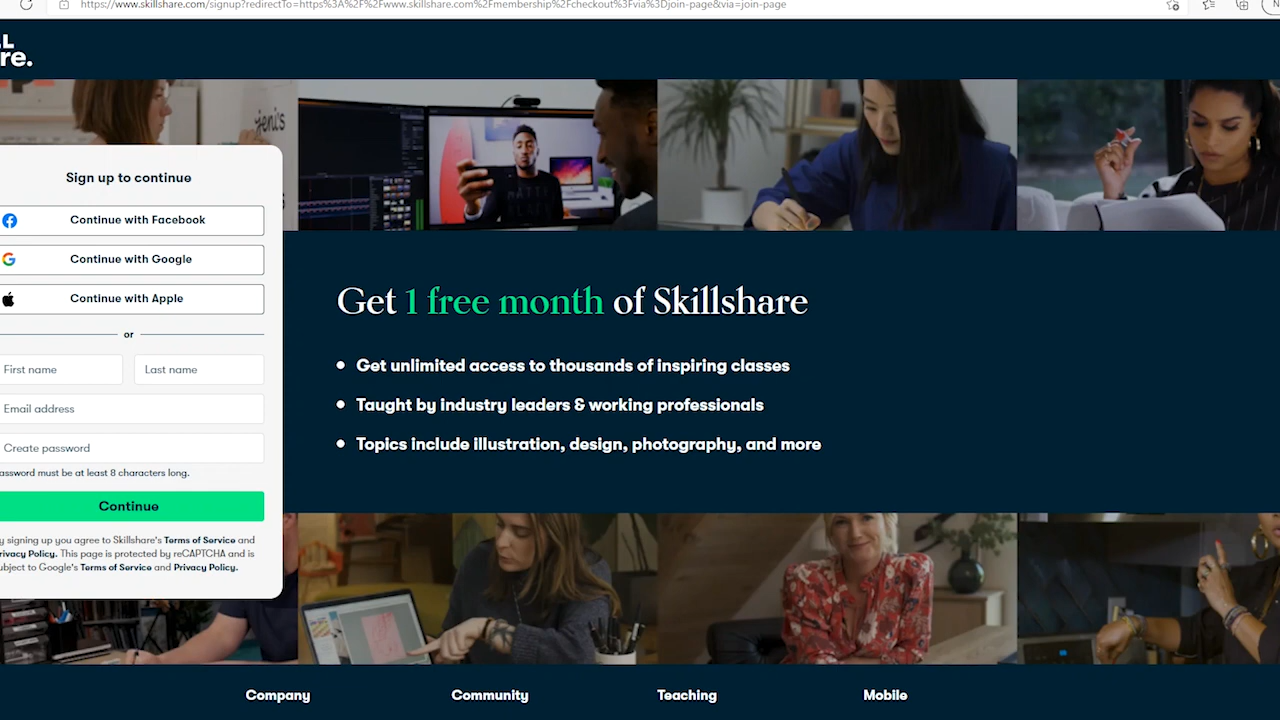 https://www.skillshare.com/signup?redirectTo=https%3A%2F%2Fwww.skillshare.com%2Fmembership%2Fcheckout%3Fvia%3Djoin-page&via=join-page
LL
re.
jeni's
Sign up to continue
Continue with Facebook
Continue with Google
Continue with Apple
or
First name
Last name
Email address
Create password
assword must be at least 8 characters long.
Continue
y signing up you agree to Skillshare's Terms of Service and
rivacy Policy. This page is protected by reCAPTCHA and is
ubject to Google's Terms of Service and Privacy Policy.
MATTER
Get 1 free month of Skillshare
Get unlimited access to thousands of inspiring classes
Taught by industry leaders & working professionals
Topics include illustration, design, photography, and more
Company
Community
Teaching
Mobile